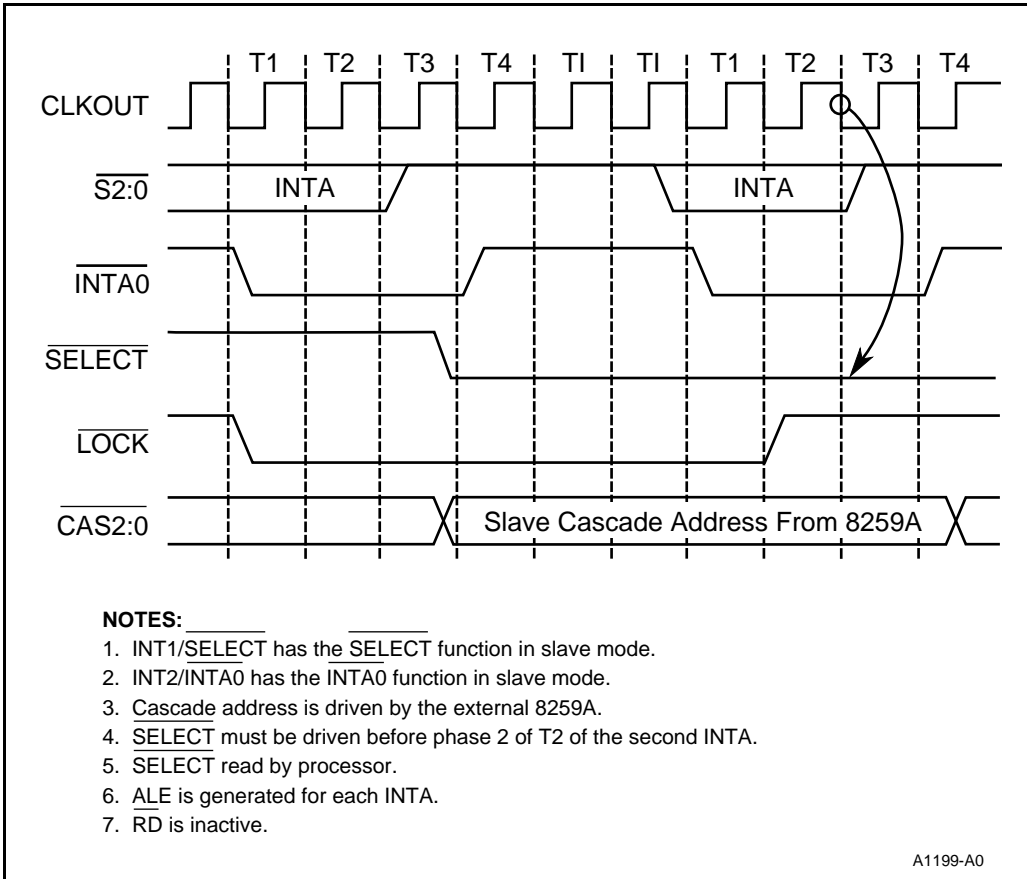 T1 T2 T3 T4 TI TI T1 T2 T3 T4
CLKOUT
S2:0 INTA INTA
INTA0
SELECT
LOCK
CAS2:0 Slave Cascade Address From 8259A
NOTES:
1. INT1/SELECT has the SELECT function in slave mode.
2. INT2/INTA0 has the INTA0 function in slave mode.
3. Cascade address is driven by the external 8259A.
4. SELECT must be driven before phase 2 of T2 of the second INTA.
5. SELECT read by processor.
6. ALE is generated for each INTA.
7. RD is inactive.
A1199-A0